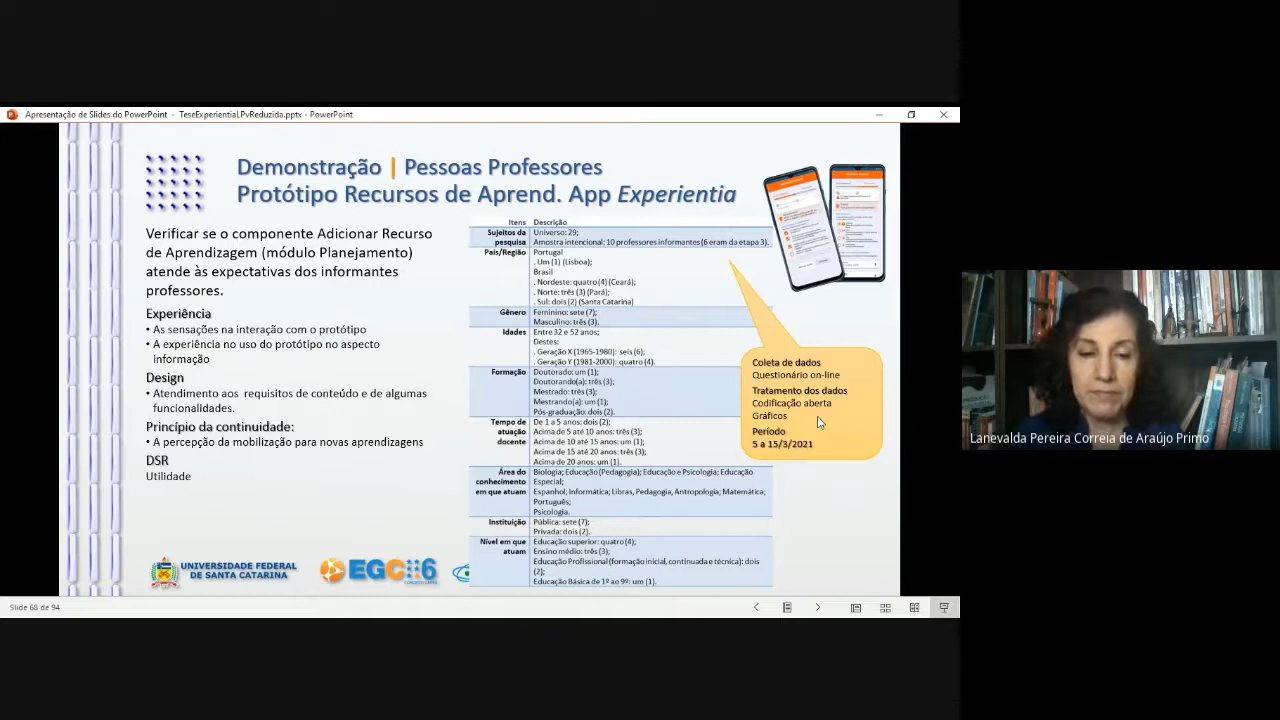 Apresentação de Slides do PowerPoint - TeseExperientiaLPvReduzida.pptx - PowerPoint
Demonstração | Pessoas Professores
Protótipo Recursos de Aprend. App Experientia
Verificar se o componente Adicionar Recurso
de Aprendizagem (módulo Planejamento)
atende às expectativas dos informantes
professores.
Experiência
• As sensações na interação com o protótipo
• A experiência no uso do protótipo no aspecto
informação
Design
• Atendimento aos requisitos de conteúdo e de algumas
funcionalidades.
Princípio da continuidade:
• A percepção da mobilização para novas aprendizagens
DSR
Utilidade
Itens Descrição
Sujeitos da Universo: 29;
pesquisa Amostra intencional: 10 professores informantes (6 eram da etapa 3).
País/Região Portugal
. Um (1) (Lisboa);
Brasil
. Nordeste: quatro (4) (Ceará);
. Norte: três (3) (Pará);
. Sul: dois (2) (Santa Catarina)
Gênero Feminino: sete (7);
Masculino: três (3).
Idades Entre 32 e 52 anos;
Destes:
. Geração X (1965-1980): seis (6);
. Geração Y (1981-2000): quatro (4).
Formação Doutorado: um (1);
Doutorando(a): três (3);
Mestrado: três (3);
Mestrando(a): um (1);
Pós-graduação: dois (2).
Tempo de De 1 a 5 anos: dois (2);
atuação Acima de 5 até 10 anos: três (3);
docente Acima de 10 até 15 anos: um (1);
Acima de 15 até 20 anos: três (3);
Acima de 20 anos: um (1).
Área do Biologia; Educação (Pedagogia); Educação e Psicologia; Educação
conhecimento Especial;
em que atuam Espanhol; Informática; Libras, Pedagogia, Antropologia; Matemática;
Português;
Psicologia.
Instituição Pública: sete (7);
Privada: dois (2).
Nível em que Educação superior: quatro (4);
atuam Ensino médio: três (3);
Educação Profissional (formação inicial, continuada e técnica): dois
(2);
Educação Básica de 1º ao 9º: um (1).
Coleta de dados
Questionário on-line
Tratamento dos dados
Codificação aberta
Gráficos
Período
5 a 15/3/2021
UNIVERSIDADE FEDERAL
DE SANTA CATARINA
EGC 6
Slide 68 de 94
Lanevalda Pereira Correia de Araújo Primo